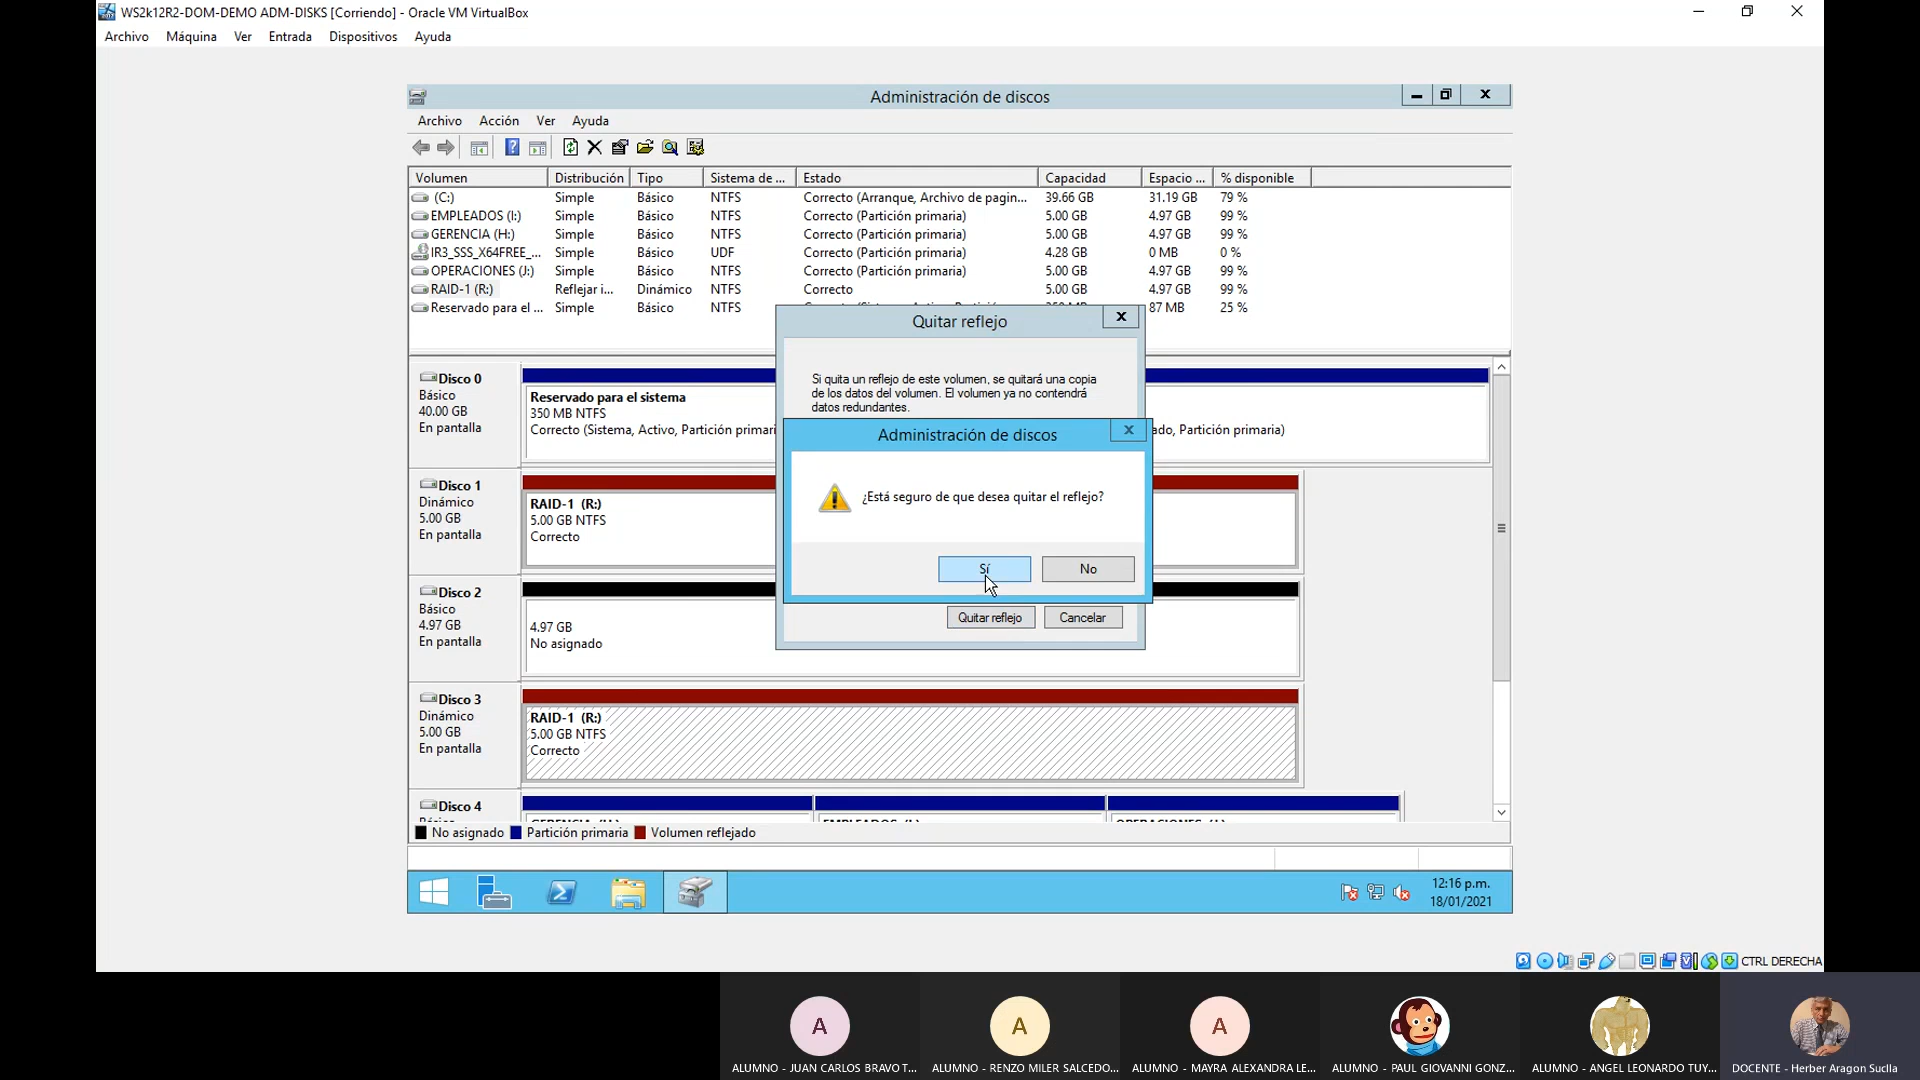 WS2k12R2-DOM-DEMO ADM-DISKS [Corriendo] - Oracle VM VirtualBox
Archivo Máquina Ver Entrada Dispositivos Ayuda
Administración de discos
Archivo Acción Ver Ayuda
Volumen Distribución Tipo Sistema de ... Estado Capacidad Espacio ... % disponible
(C:) Simple Básico NTFS Correcto (Arranque, Archivo de pagin... 39.66 GB 31.19 GB 79 %
EMPLEADOS (I:) Simple Básico NTFS Correcto (Partición primaria) 5.00 GB 4.97 GB 99 %
GERENCIA (H:) Simple Básico NTFS Correcto (Partición primaria) 5.00 GB 4.97 GB 99 %
IR3_SSS_X64FREE_... Simple Básico UDF Correcto (Partición primaria) 4.28 GB 0 MB 0 %
OPERACIONES (J:) Simple Básico NTFS Correcto (Partición primaria) 5.00 GB 4.97 GB 99 %
RAID-1 (R:) Reflejar i... Dinámico NTFS Correcto 5.00 GB 4.97 GB 99 %
Reservado para el ... Simple Básico NTFS 87 MB 25 %
Quitar reflejo
Si quita un reflejo de este volumen, se quitará una copia
de los datos del volumen. El volumen ya no contendrá
datos redundantes.
Administración de discos
¿Está seguro de que desea quitar el reflejo?
Sí No
Quitar reflejo Cancelar
Disco 0
Básico
40.00 GB
En pantalla
Reservado para el sistema
350 MB NTFS
Correcto (Sistema, Activo, Partición primari
ado, Partición primaria)
Disco 1
Dinámico
5.00 GB
En pantalla
RAID-1 (R:)
5.00 GB NTFS
Correcto
Disco 2
Básico
4.97 GB
En pantalla
4.97 GB
No asignado
Disco 3
Dinámico
5.00 GB
En pantalla
RAID-1 (R:)
5.00 GB NTFS
Correcto
Disco 4
No asignado Partición primaria Volumen reflejado
12:16 p.m.
18/01/2021
CTRL DERECHA
A A A
ALUMNO - JUAN CARLOS BRAVO T... ALUMNO - RENZO MILER SALCEDO... ALUMNO - MAYRA ALEXANDRA LE... ALUMNO - PAUL GIOVANNI GONZ... ALUMNO - ANGEL LEONARDO TUY... DOCENTE - Herber Aragon Suclla